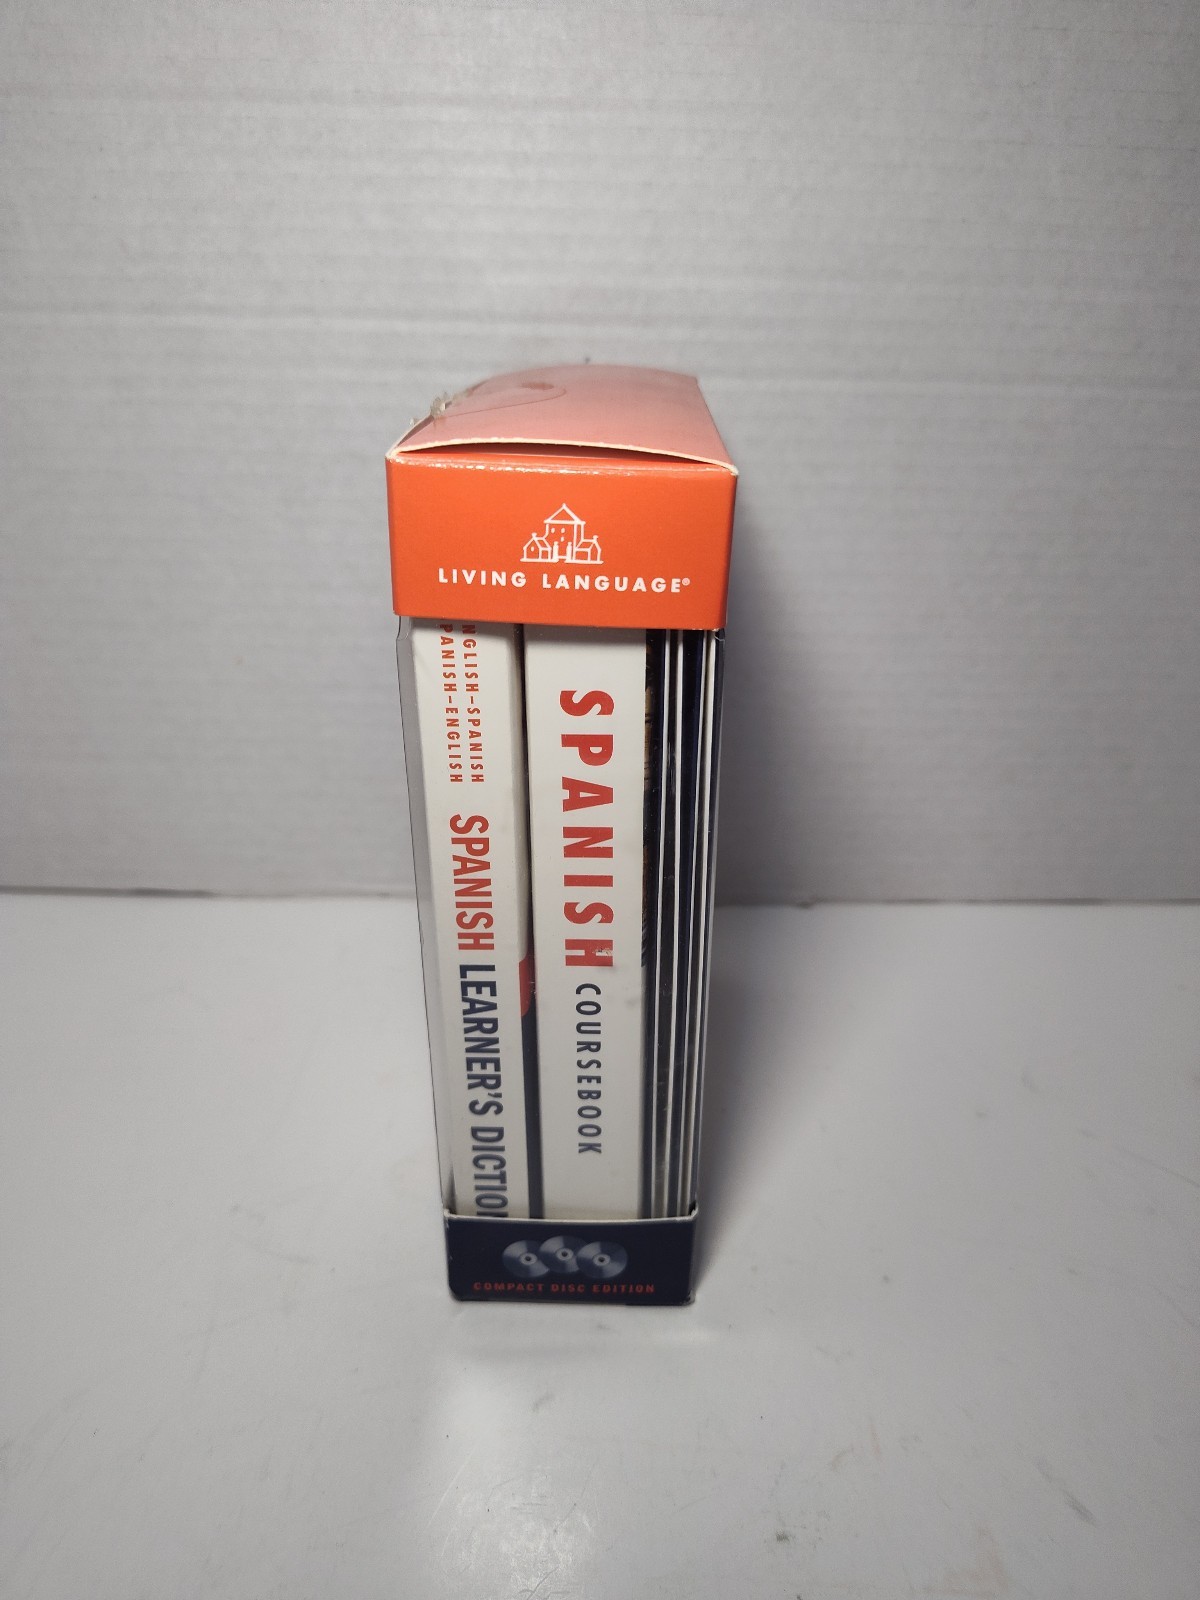 LIVING LANGUAGE®
NGLISH–SPANISH
PANISH–ENGLISH
SPANISH LEARNER'S DICTIO
SPANISH COURSEBOOK
COMPACT DISC EDITION